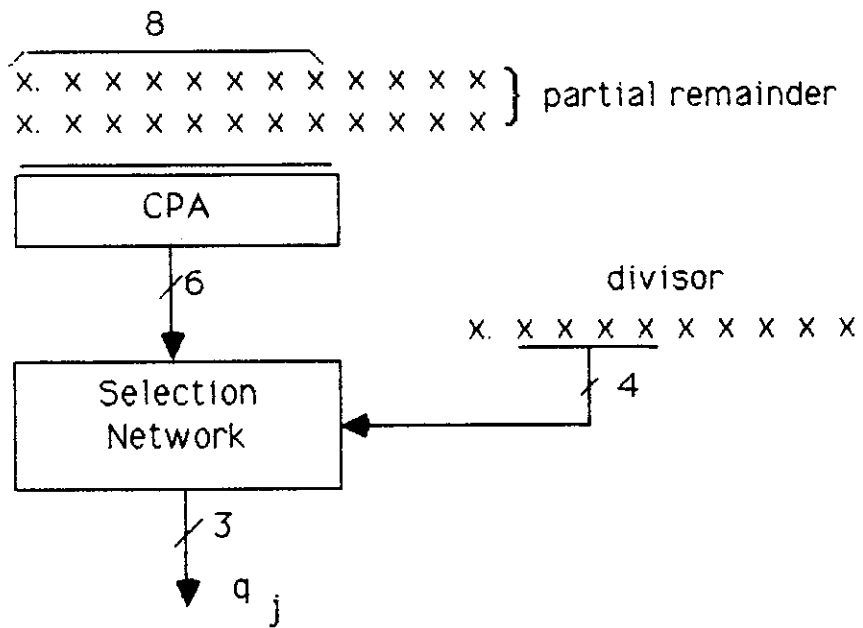 8
x. x x x x x x x x x x x
x. x x x x x x x x x x x } partial remainder
CPA
6
divisor
x. x x x x x x x x x
4
Selection
Network
3
q j